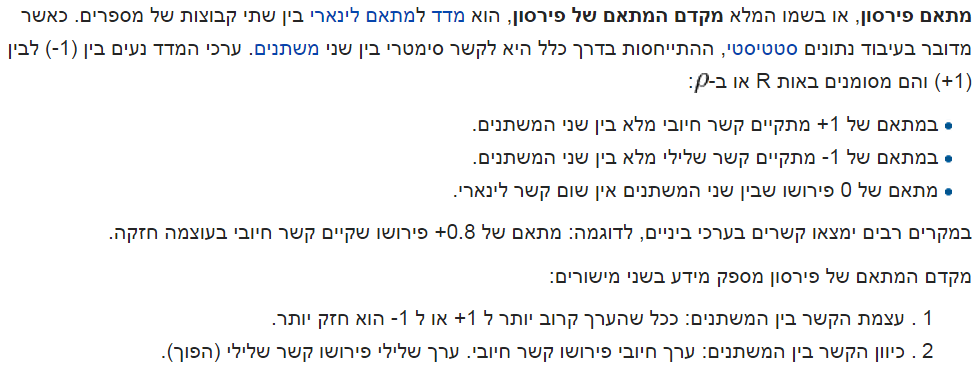 מתאם פירסון, או בשמו המלא מקדם המתאם של פירסון, הוא מדד למתאם לינארי בין שתי קבוצות של מספרים. כאשר
מדובר בעיבוד נתונים סטטיסטי, ההתייחסות בדרך כלל היא לקשר סימטרי בין שני משתנים. ערכי המדד נעים בין (1-) לבין
(1+) והם מסומנים באות R או ב-ρ:
• במתאם של 1+ מתקיים קשר חיובי מלא בין שני המשתנים.
• במתאם של 1- מתקיים קשר שלילי מלא בין שני המשתנים.
• מתאם של 0 פירושו שבין שני המשתנים אין שום קשר לינארי.
במקרים רבים ימצאו קשרים בערכי ביניים, לדוגמה: מתאם של 0.8+ פירושו שקיים קשר חיובי בעוצמה חזקה.
מקדם המתאם של פירסון מספק מידע בשני מישורים:
1 . עצמת הקשר בין המשתנים: ככל שהערך קרוב יותר ל 1+ או ל 1- הוא חזק יותר.
2 . כיוון הקשר בין המשתנים: ערך חיובי פירושו קשר חיובי. ערך שלילי פירושו קשר שלילי (הפוך).